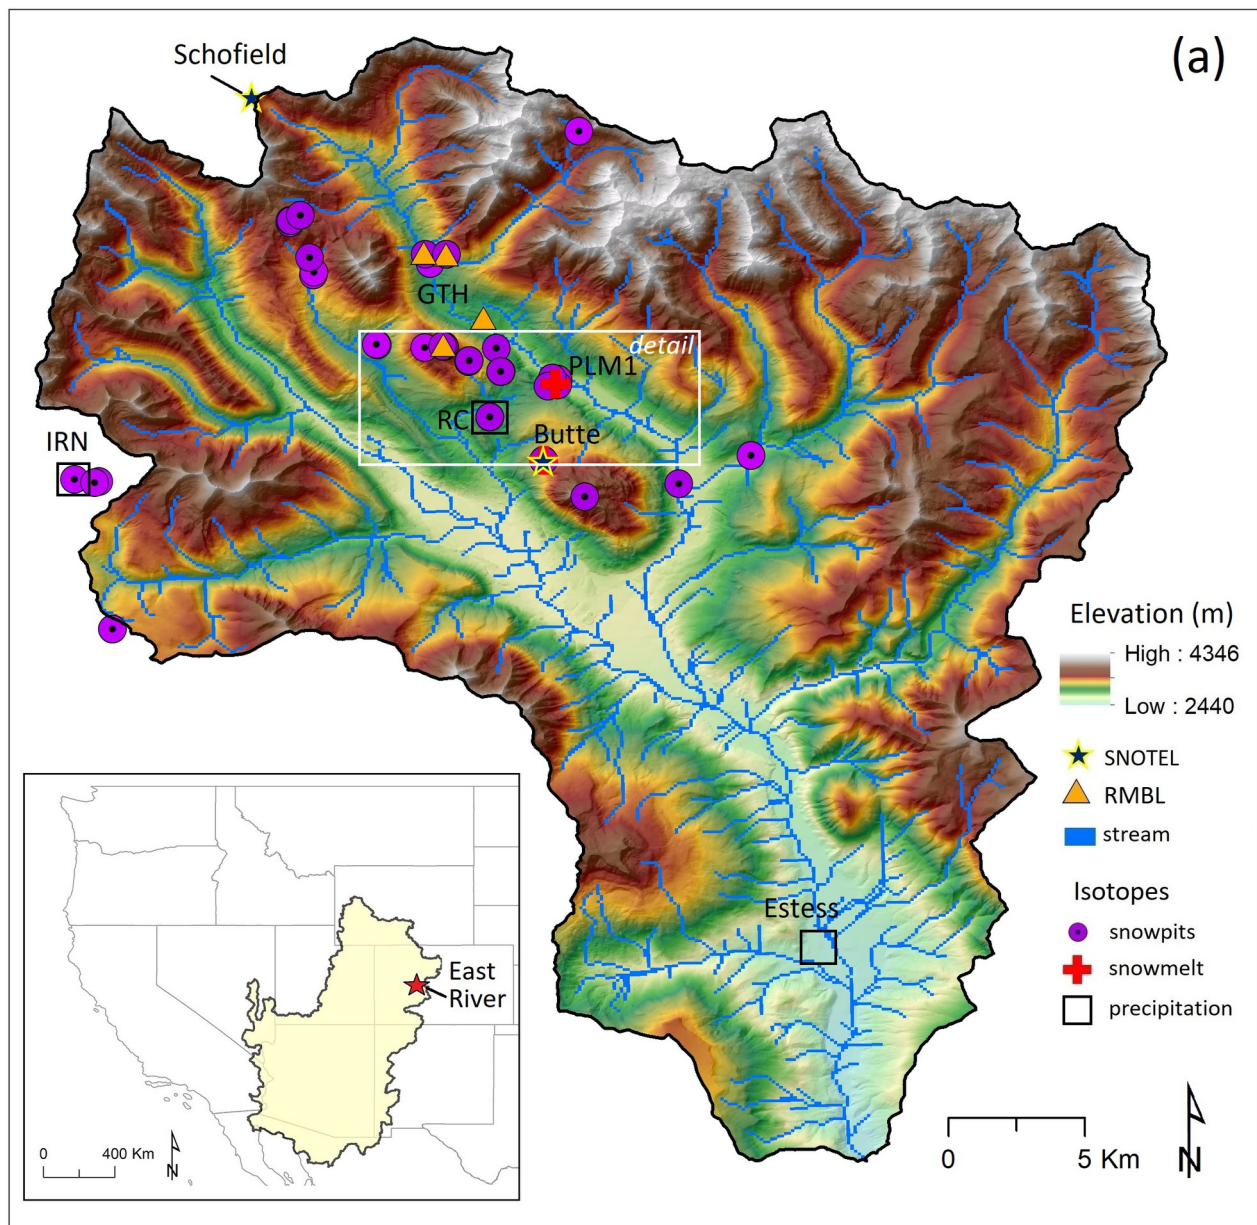 (a)
Schofield
GTH
detail
PLM1
RC
Butte
IRN
Elevation (m)
High : 4346
Low : 2440
SNOTEL
RMBL
stream
Isotopes
snowpits
snowmelt
precipitation
Estess
East
River
0 400 Km
N
0 5 Km
N